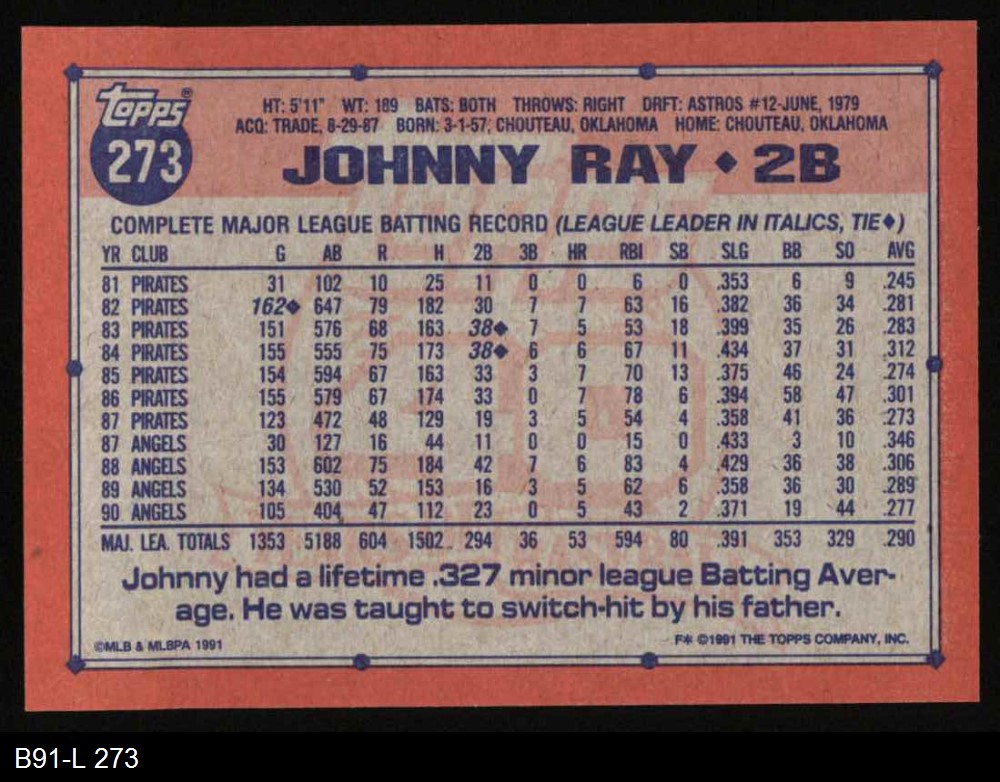 TOPPS®
273
HT: 5'11" WT: 189 BATS: BOTH THROWS: RIGHT DRFT: ASTROS #12-JUNE, 1979
ACQ: TRADE, 8-29-87 BORN: 3-1-57, CHOUTEAU, OKLAHOMA HOME: CHOUTEAU, OKLAHOMA
JOHNNY RAY ♦ 2B
COMPLETE MAJOR LEAGUE BATTING RECORD (LEAGUE LEADER IN ITALICS, TIE♦)
YR CLUB G AB R H 2B 3B HR RBI SB SLG BB SO AVG
81 PIRATES 31 102 10 25 11 0 0 6 0 .353 6 9 .245
82 PIRATES 162♦ 647 79 182 30 7 7 63 16 .382 36 34 .281
83 PIRATES 151 576 68 163 38♦ 7 5 53 18 .399 35 26 .283
84 PIRATES 155 555 75 173 38♦ 6 6 67 11 .434 37 31 .312
85 PIRATES 154 594 67 163 33 3 7 70 13 .375 46 24 .274
86 PIRATES 155 579 67 174 33 0 7 78 6 .394 58 47 .301
87 PIRATES 123 472 48 129 19 3 5 54 4 .358 41 36 .273
87 ANGELS 30 127 16 44 11 0 0 15 0 .433 3 10 .346
88 ANGELS 153 602 75 184 42 7 6 83 4 .429 36 38 .306
89 ANGELS 134 530 52 153 16 3 5 62 6 .358 36 30 .289
90 ANGELS 105 404 47 112 23 0 5 43 2 .371 19 44 .277
MAJ. LEA. TOTALS 1353 5188 604 1502 294 36 53 594 80 .391 353 329 .290
Johnny had a lifetime .327 minor league Batting Aver-
age. He was taught to switch-hit by his father.
©MLB & MLBPA 1991
F* ©1991 THE TOPPS COMPANY, INC.
B91-L 273